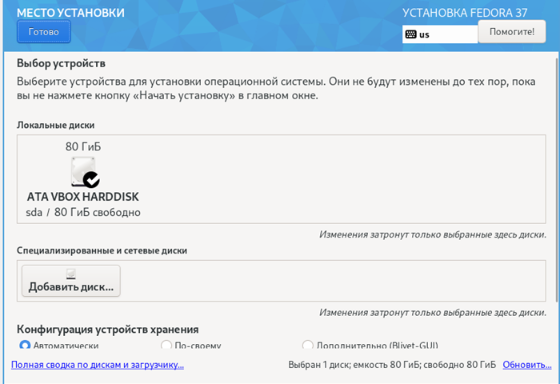 МЕСТО УСТАНОВКИ
УСТАНОВКА FEDORA 37
Готово
us
Помогите!
Выбор устройств
Выберите устройства для установки операционной системы. Они не будут изменены до тех пор, пока
вы не нажмете кнопку «Начать установку» в главном окне.
Локальные диски
80 ГиБ
ATA VBOX HARDDISK
sda / 80 ГиБ свободно
Изменения затронут только выбранные здесь диски.
Специализированные и сетевые диски
Добавить диск...
Изменения затронут только выбранные здесь диски.
Конфигурация устройств хранения
Автоматически По-своему Дополнительно (Blivet-GUI)
Полная сводка по дискам и загрузчику... Выбран 1 диск; емкость 80 ГиБ; свободно 80 ГиБ Обновить...